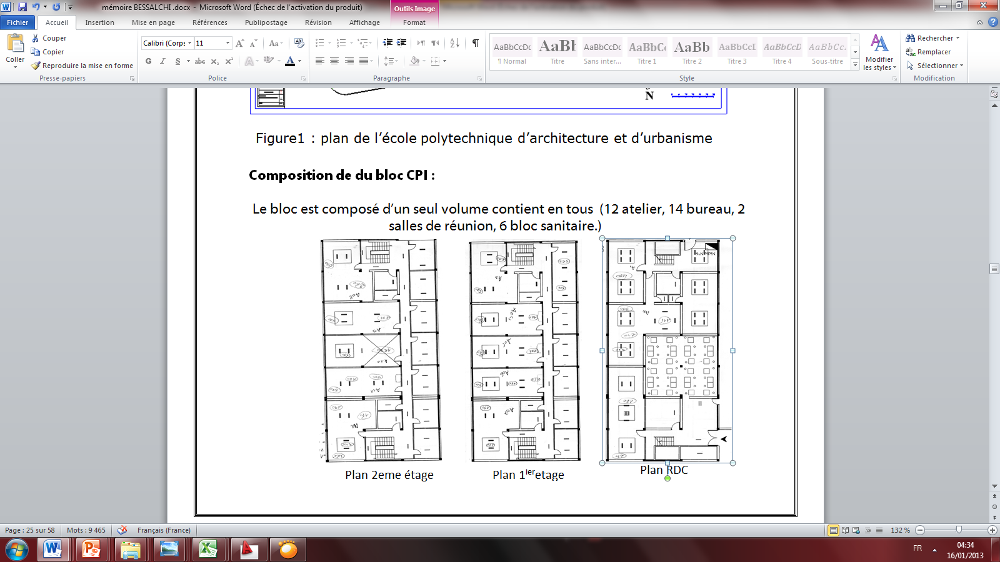 mémoire BESSALCHI .docx - Microsoft Word (Échec de l'activation du produit)
Outils Image
Fichier
Accueil
Insertion
Mise en page
Références
Publipostage
Révision
Affichage
Format
Coller
Couper
Copier
Reproduire la mise en forme
Presse-papiers
Calibri (Corps
11
Police
Paragraphe
AaBbCcDc
¶ Normal
AaBb
Titre
AaBbCcDc
Sans inter...
AaBbCc
Titre 1
AaBb
Titre 2
AaBbCcI
Titre 3
AaBbCcD
Titre 4
AaBbCc.
Sous-titre
Style
Modifier
les styles
Rechercher
Remplacer
Sélectionner
Modification
N
Figure1 : plan de l'école polytechnique d'architecture et d'urbanisme
Composition de du bloc CPI :
Le bloc est composé d'un seul volume contient en tous (12 atelier, 14 bureau, 2
salles de réunion, 6 bloc sanitaire.)
Plan 2eme étage
Plan 1ieretage
Plan RDC
Page : 25 sur 58
Mots : 9 465
Français (France)
132 %
FR
04:34
16/01/2013